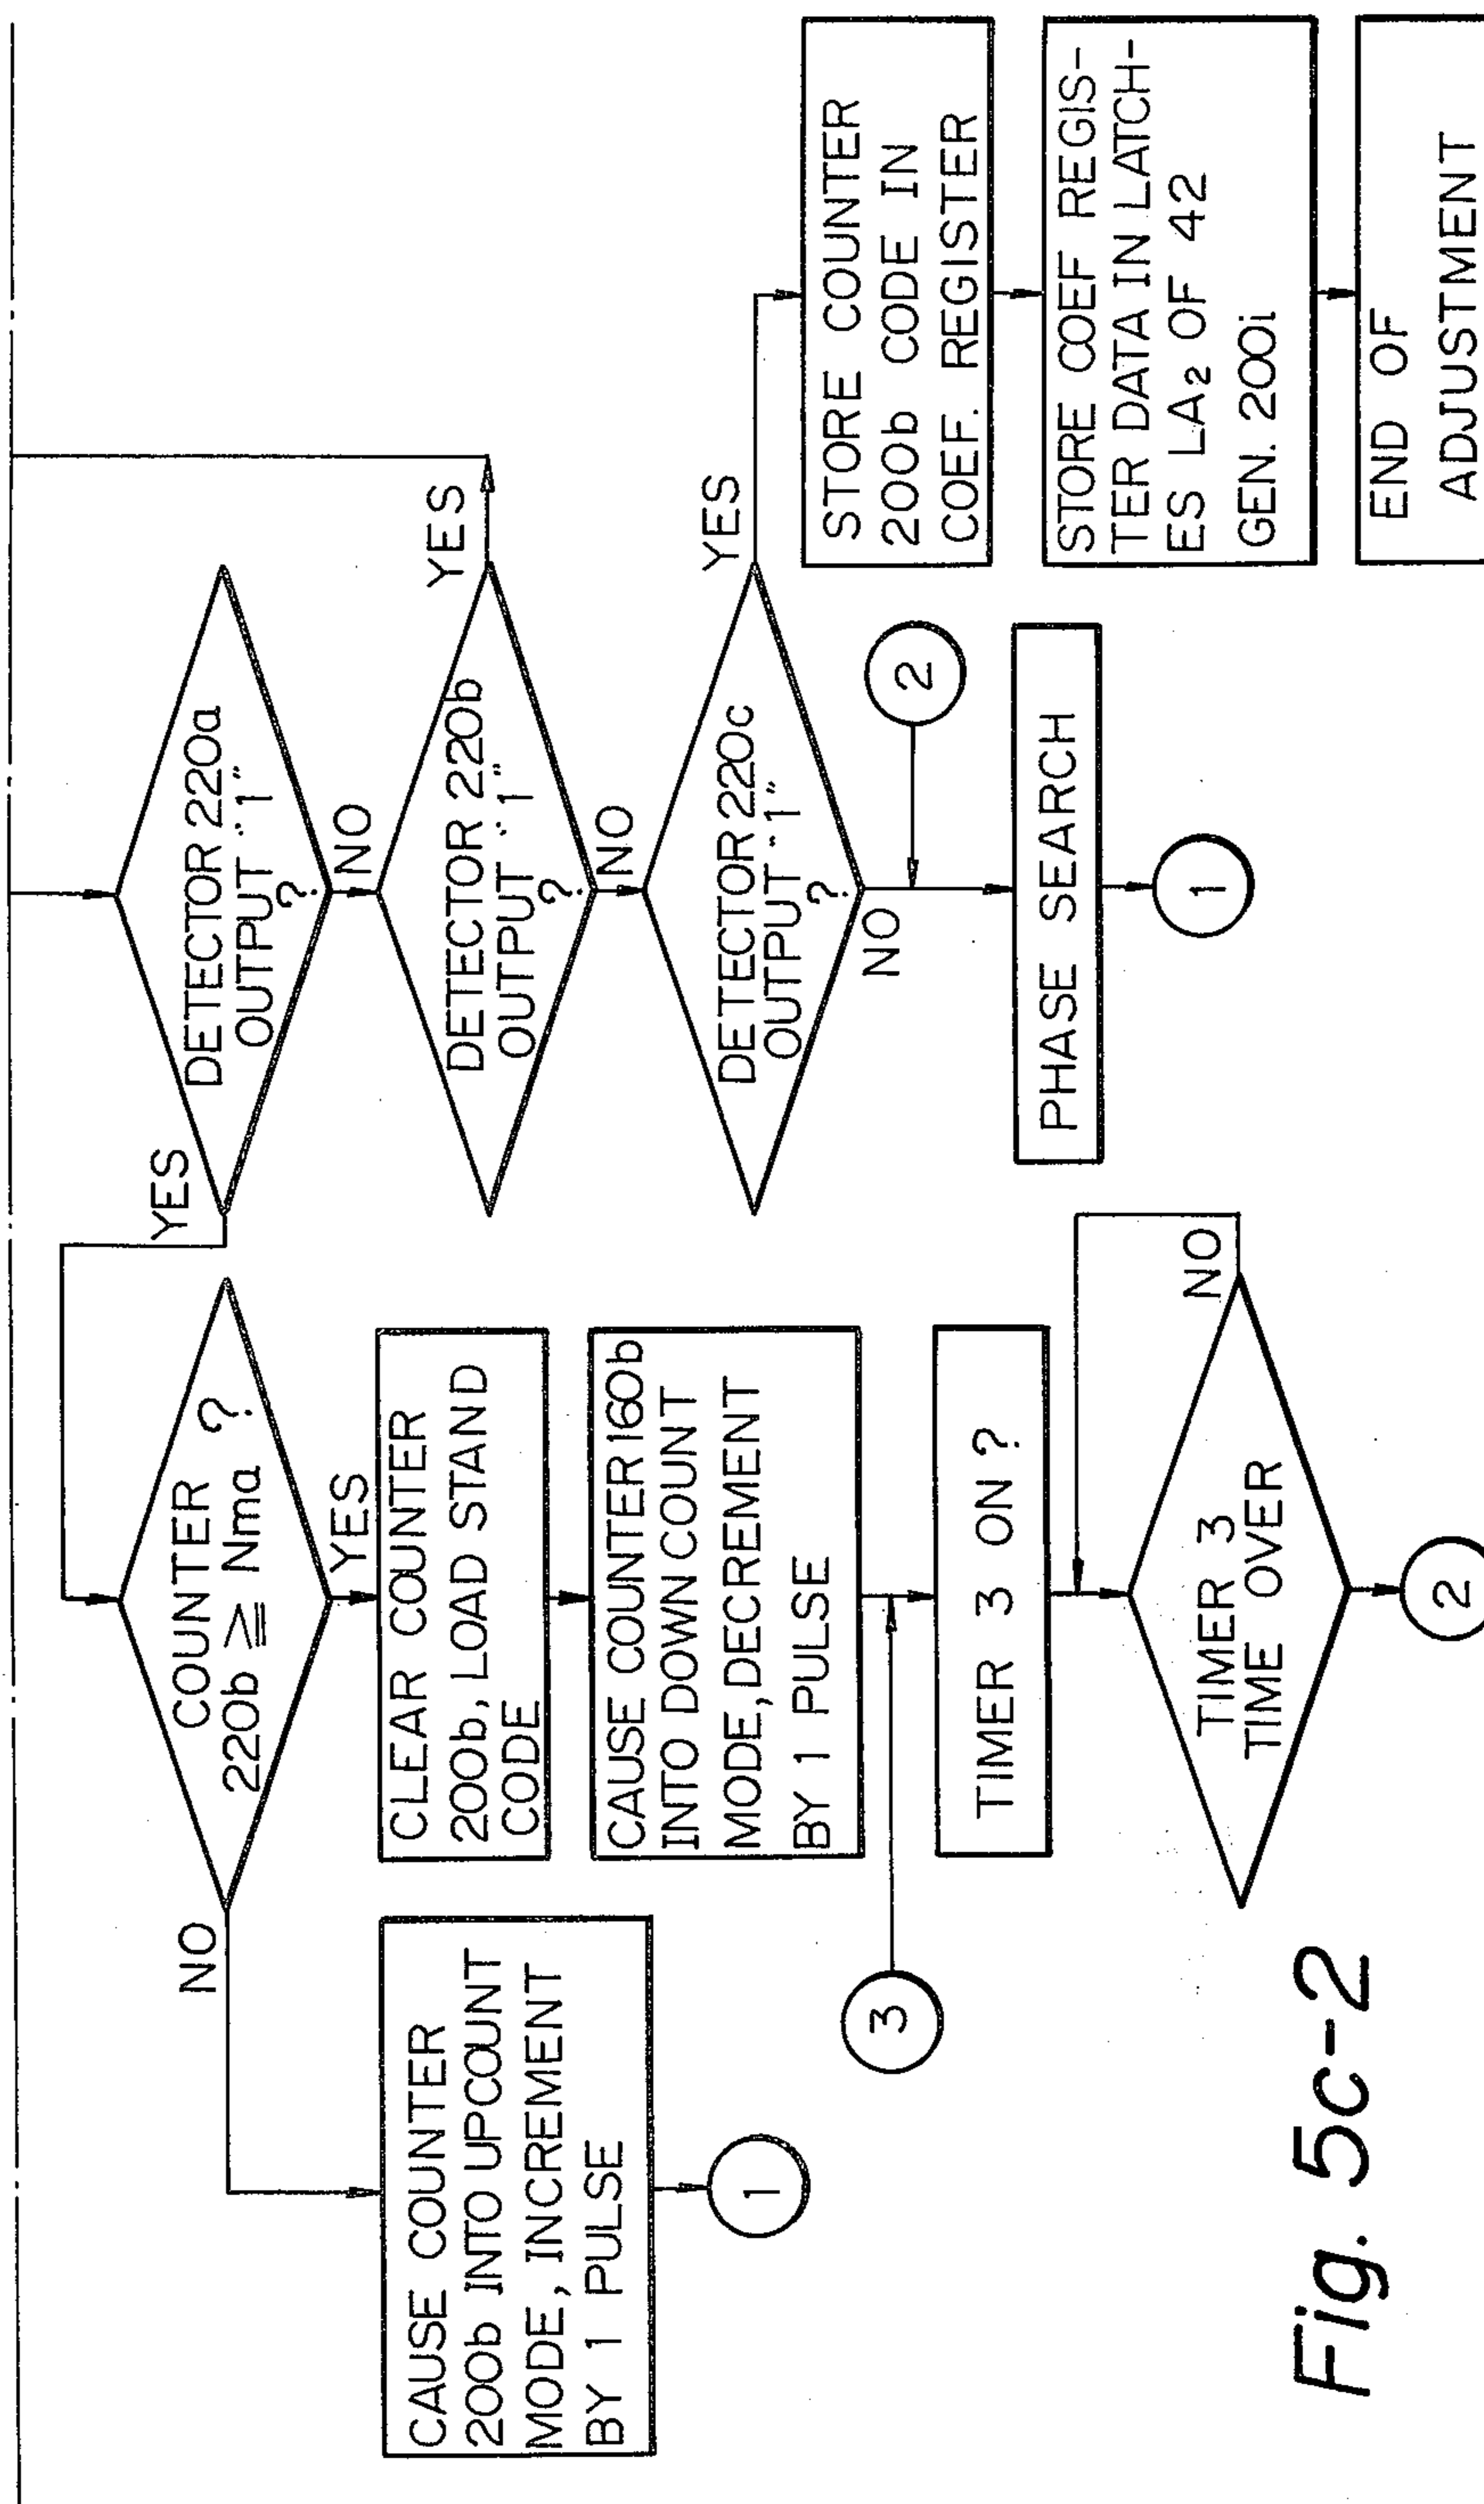 YES
DETECTOR 220a
OUTPUT "1"
?
NO
DETECTOR 220b
OUTPUT "1"
?
YES
NO
DETECTOR 220c
OUTPUT "1"
?
YES
NO
STORE COUNTER
200b CODE IN
COEF. REGISTER
STORE COEF REGIS-
TER DATA IN LATCH-
ES LA₂ OF 42
GEN. 200i
END OF
ADJUSTMENT
2
PHASE SEARCH
1
COUNTER ?
220b ≧ Nma
NO
YES
CLEAR COUNTER
200b, LOAD STAND
CODE
CAUSE COUNTER 160b
INTO DOWN COUNT
MODE, DECREMENT
BY 1 PULSE
TIMER 3 ON ?
NO
TIMER 3
TIME OVER
2
CAUSE COUNTER
200b INTO UPCOUNT
MODE, INCREMENT
BY 1 PULSE
1
3
Fig. 5c-2